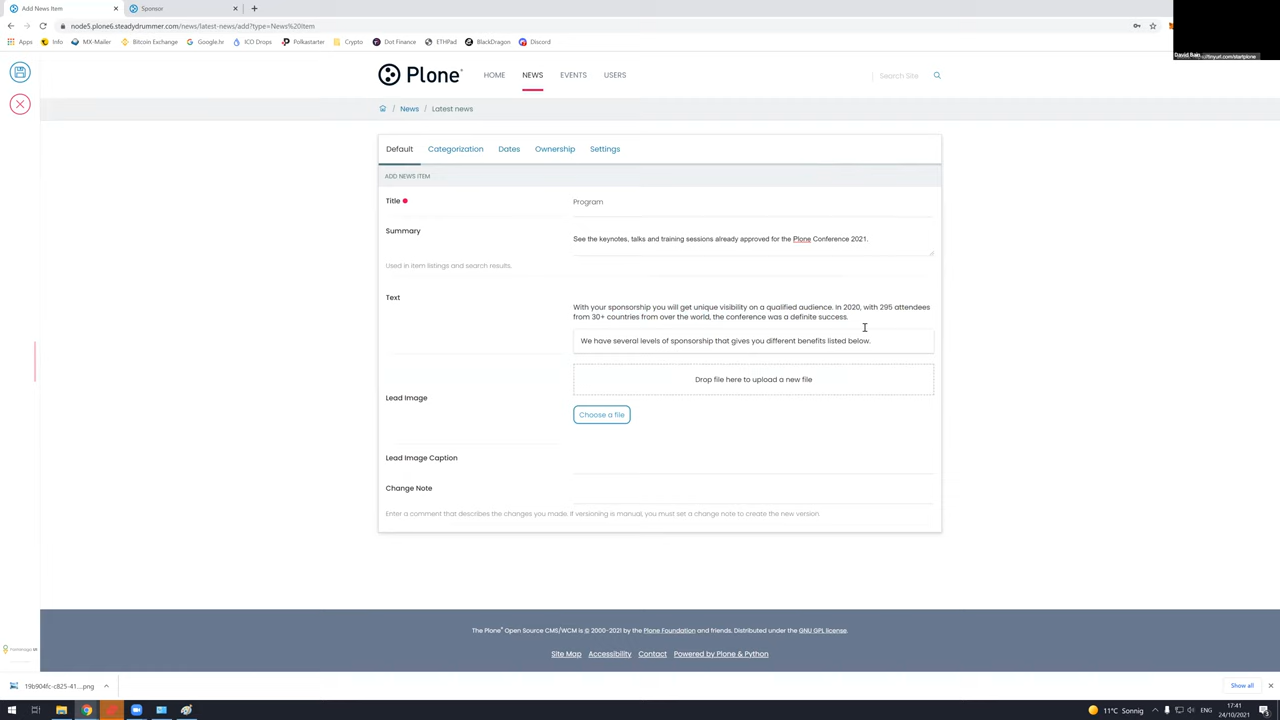 Add News Item
Sponsor
node5.plone6.steadydrummer.com/news/latest-news/add?type=News%20Item
Apps
Info
MX-Mailer
Bitcoin Exchange
Google.hr
ICO Drops
Polkastarter
Crypto
Dot Finance
ETHPad
BlackDragon
Discord
David Bain
://tinyurl.com/startplone
Plone
HOME
NEWS
EVENTS
USERS
Search Site
/ News / Latest news
Default
Categorization
Dates
Ownership
Settings
ADD NEWS ITEM
Title
Program
Summary
See the keynotes, talks and training sessions already approved for the Plone Conference 2021.
Used in item listings and search results.
Text
With your sponsorship you will get unique visibility on a qualified audience. In 2020, with 295 attendees
from 30+ countries from over the world, the conference was a definite success.
We have several levels of sponsorship that gives you different benefits listed below.
Drop file here to upload a new file
Lead Image
Choose a file
Lead Image Caption
Change Note
Enter a comment that describes the changes you made. If versioning is manual, you must set a change note to create the new version
The Plone® Open Source CMS/WCM is © 2000-2021 by the Plone Foundation and friends. Distributed under the GNU GPL license.
Site Map
Accessibility
Contact
Powered by Plone & Python
19b904fc-c825-41....png
Show all
11°C Sonnig
ENG
17:41
24/10/2021